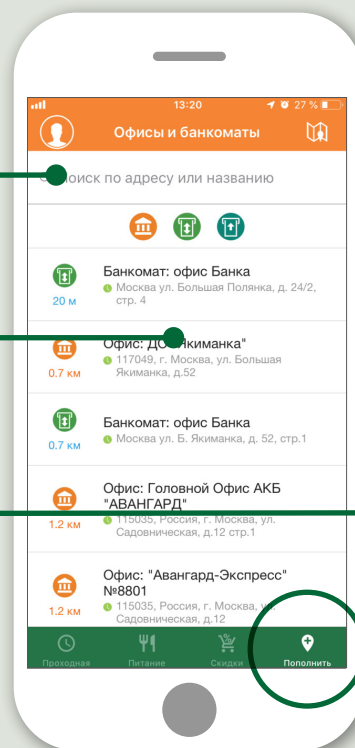 13:20
27 %
Офисы и банкоматы
Поиск по адресу или названию
Банкомат: офис Банка
Москва ул. Большая Полянка, д. 24/2,
стр. 4
20 м
Офис: ДО "Якиманка"
117049, г. Москва, ул. Большая
Якиманка, д.52
0.7 км
Банкомат: офис Банка
Москва ул. Б. Якиманка, д. 52, стр.1
0.7 км
Офис: Головной Офис АКБ
"АВАНГАРД"
115035, Россия, г. Москва, ул.
Садовническая, д.12 стр.1
1.2 км
Офис: "Авангард-Экспресс"
№8801
115035, Россия, г. Москва, ул.
Садовническая, д.12
1.2 км
Проходная
Питание
Скидки
Пополнить